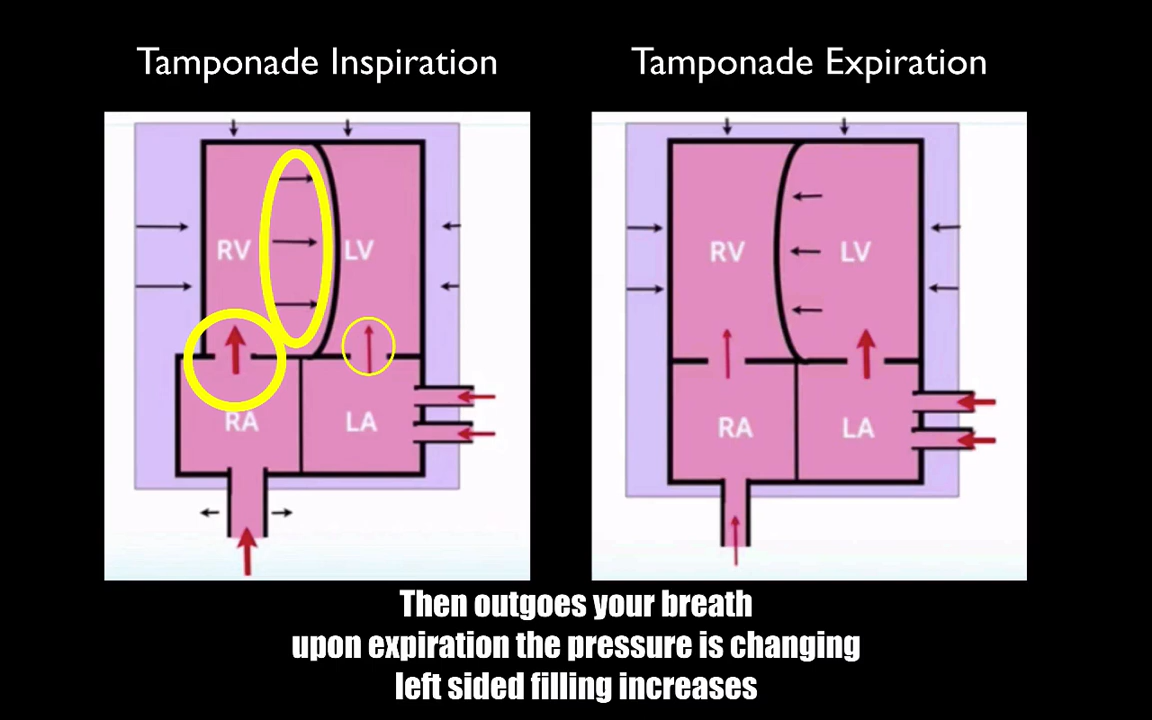 Tamponade Inspiration
Tamponade Expiration
RV
LV
RA
LA
RV
LV
RA
LA
Then outgoes your breath
upon expiration the pressure is changing
left sided filling increases